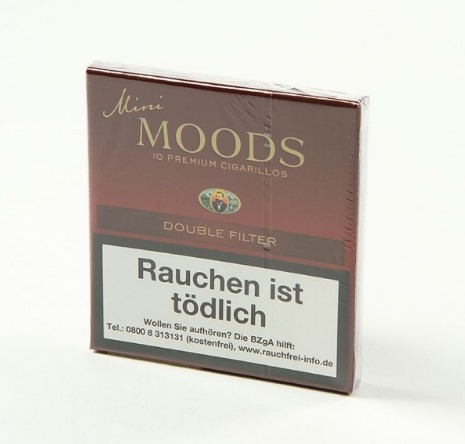 Mini
MOODS
10 PREMIUM CIGARILLOS
DOUBLE FILTER
Rauchen ist
tödlich
Wollen Sie aufhören? Die BZgA hilft:
Tel.: 0800 8 313131 (kostenfrei), www.rauchfrei-info.de